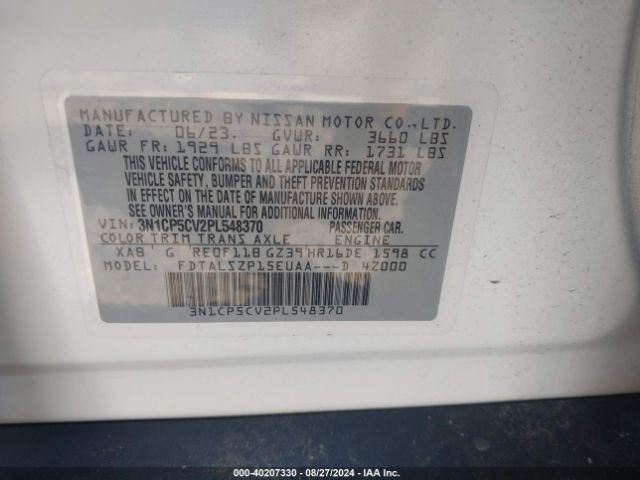 MANUFACTURED BY NISSAN MOTOR CO., LTD.
DATE: 06/23. GVWR: 3660 LBS
GAWR FR: 1929 LBS GAWR RR: 1731 LBS
THIS VEHICLE CONFORMS TO ALL APPLICABLE FEDERAL MOTOR
VEHICLE SAFETY, BUMPER AND THEFT PREVENTION STANDARDS
IN EFFECT ON THE DATE OF MANUFACTURE SHOWN ABOVE.
SEE OWNER'S MANUAL FOR ADDITIONAL INFORMATION.
VIN: 3N1CP5CV2PL548370 PASSENGER CAR.
COLOR TRIM TRANS AXLE ENGINE
XAB G RE0F11B GZ39 HR16DE 1598 CC
MODEL: FDTALSZP15EUAA---D 4Z000
3N1CP5CV2PL548370
000-40207330 - 08/27/2024 - IAA Inc.